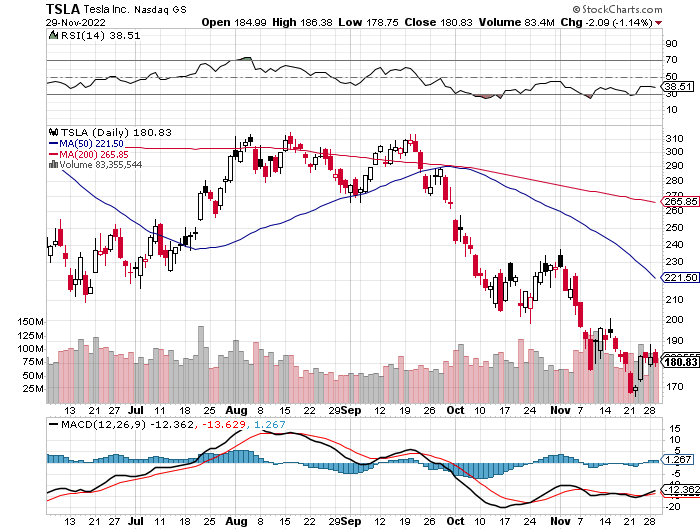 TSLA Tesla Inc. Nasdaq GS © StockCharts.com
29-Nov-2022 Open 184.99 High 186.38 Low 178.75 Close 180.83 Volume 83.4M Chg -2.09 (-1.14%)
RSI(14) 38.51
90
70
50
38.51
30
10
TSLA (Daily) 180.83
MA(50) 221.50
MA(200) 265.85
Volume 83,355,544
310
300
290
280
270
265.85
260
250
240
230
221.50
220
210
200
190
180.83
170
150M
125M
100M
75M
50M
25M
13 21 27 Jul 11 18 25 Aug 8 15 22 Sep 12 19 26 Oct 10 17 24 Nov 7 14 21 28
MACD(12,26,9) -12.362, -13.629, 1.267
15
10
5
1.267
-5
-12.362
-20
13 21 27 Jul 11 18 25 Aug 8 15 22 Sep 12 19 26 Oct 10 17 24 Nov 7 14 21 28